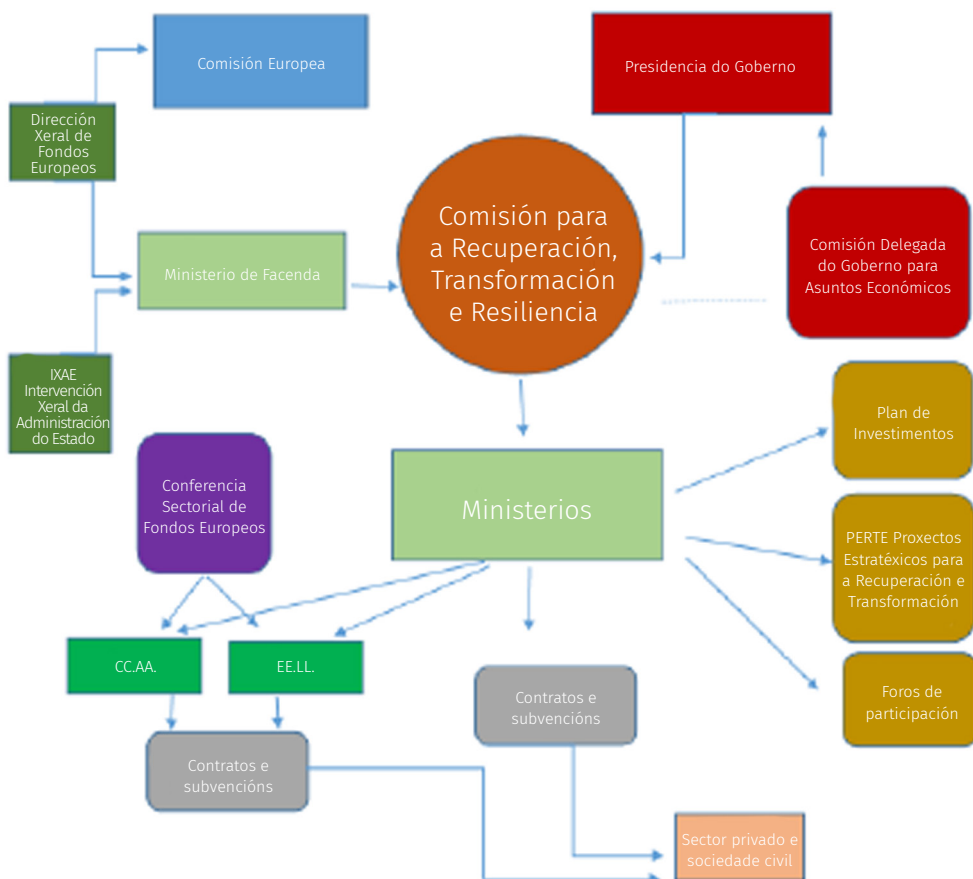 Comisión Europea
Presidencia do Goberno
Dirección
Xeral de
Fondos
Europeos
Comisión para
a Recuperación,
Transformación
e Resiliencia
Comisión Delegada
do Goberno para
Asuntos Económicos
Ministerio de Facenda
IXAE
Intervención
Xeral da
Administración
do Estado
Plan de
Investimentos
Conferencia
Sectorial de
Fondos Europeos
Ministerios
PERTE Proxectos
Estratéxicos para
a Recuperación e
Transformación
CC.AA.
EE.LL.
Contratos e
subvencións
Foros de
participación
Contratos e
subvencións
Sector privado e
sociedade civil